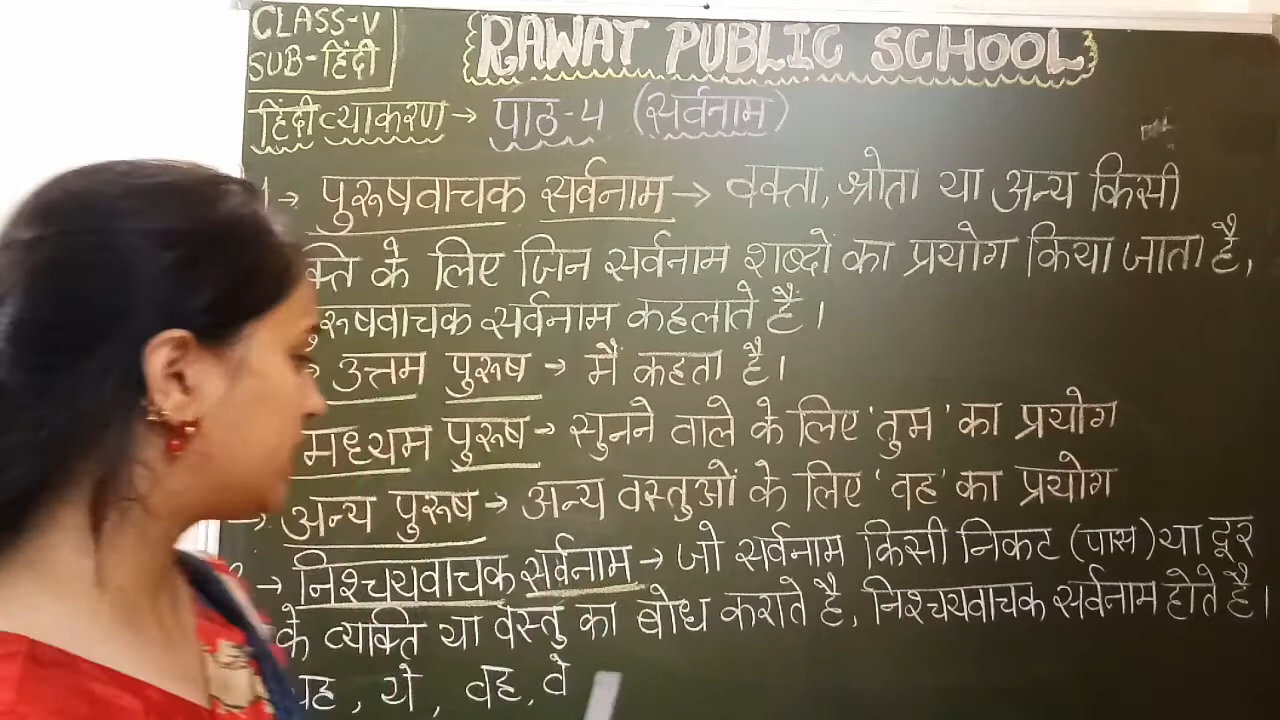 CLASS-V
SUB-हिंदी
RAWAT PUBLIC SCHOOL
हिंदी व्याकरण → पाठ-4 (सर्वनाम)
1→ पुरूषवाचक सर्वनाम → वक्ता, श्रोता या अन्य किसी
के लिए जिन सर्वनाम शब्दों का प्रयोग किया जाता है,
सर्वनाम कहलाते हैं।
→ उत्तम पुरूष → मैं कहता है।
मध्यम पुरूष → सुनने वाले के लिए 'तुम' का प्रयोग
→ अन्य पुरूष → अन्य वस्तुओं के लिए 'वह' का प्रयोग
→ निश्चयवाचक सर्वनाम → जो सर्वनाम किसी निकट (पास) या दूर
के व्यक्ति या वस्तु का बोध कराते है, निश्चयवाचक सर्वनाम होते है।
, ये, वह, वे